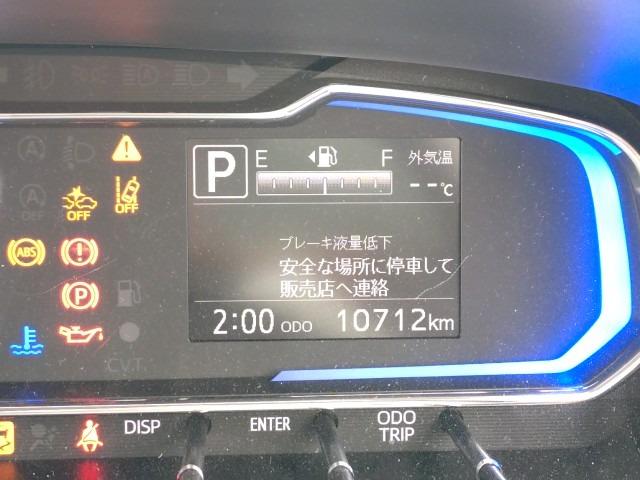 P E F 外気温
--℃
ブレーキ液量低下
安全な場所に停車して
販売店へ連絡
2:00 ODO 10712km
A
A OFF
OFF OFF
ABS
P
C.V.T.
DISP ENTER ODO
TRIP